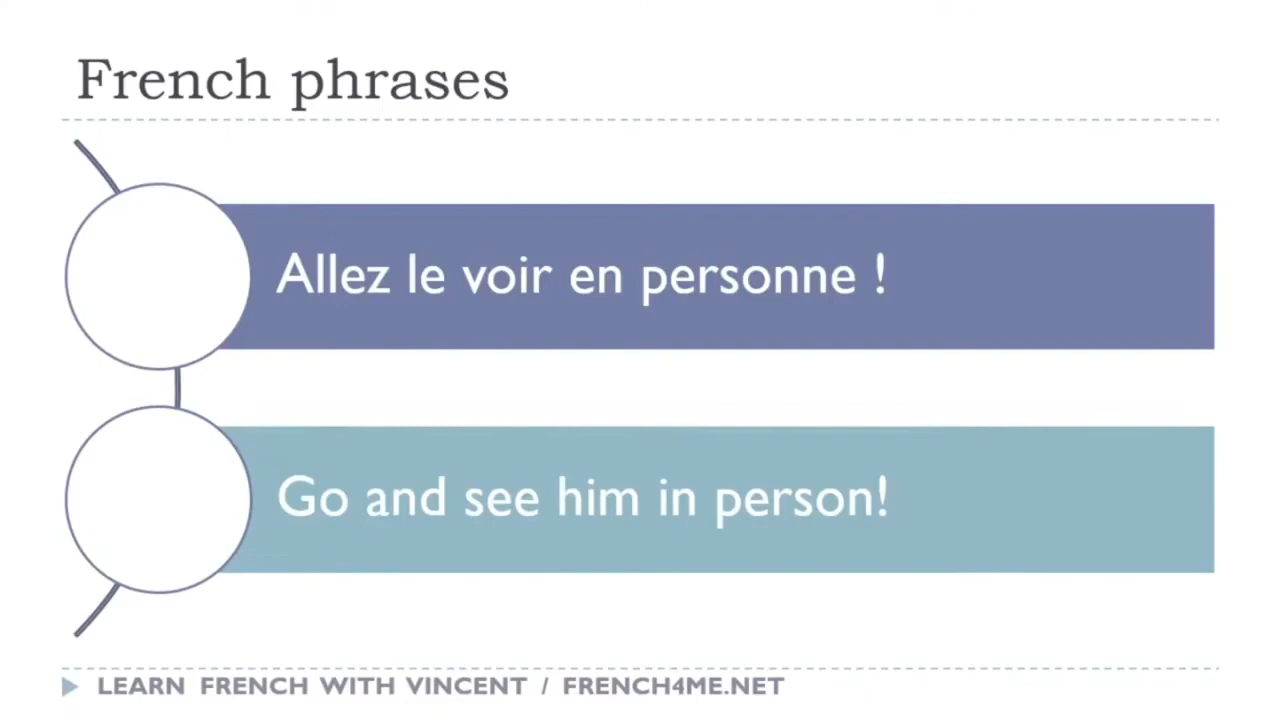 French phrases
Allez le voir en personne !
Go and see him in person!
LEARN FRENCH WITH VINCENT / FRENCH4ME.NET